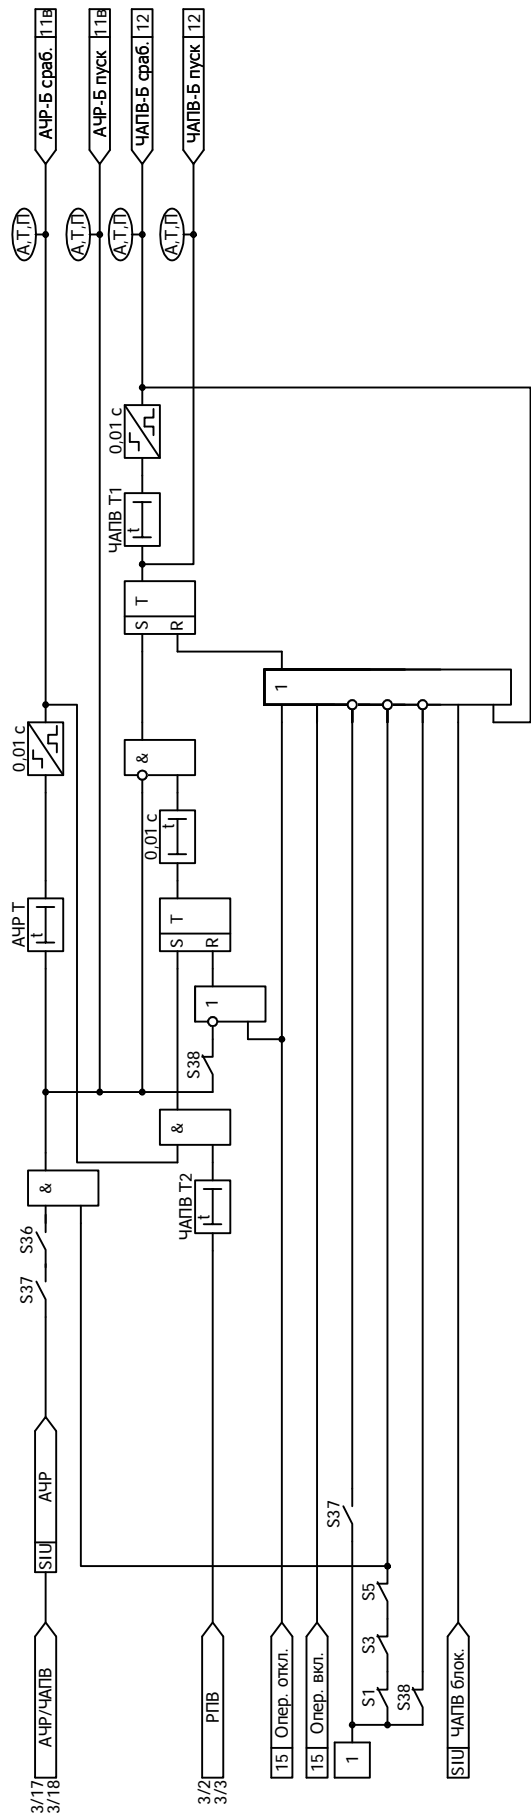 3/17
3/18
АЧР/ЧАПВ
SIU
АЧР
S37
S36
&
АЧР T
t
0,01 с
А,Т,П
АЧР-Б сраб.
11в
А,Т,П
АЧР-Б пуск
11в
3/2
3/3
РПВ
ЧАПВ T2
t
&
S38
1
S
T
R
0,01 с
t
&
S
T
R
ЧАПВ T1
t
0,01 с
А,Т,П
ЧАПВ-Б сраб.
12
А,Т,П
ЧАПВ-Б пуск
12
15
Опер. откл.
15
Опер. вкл.
1
S37
S1
S3
S5
S38
SIU
ЧАПВ блок.
1